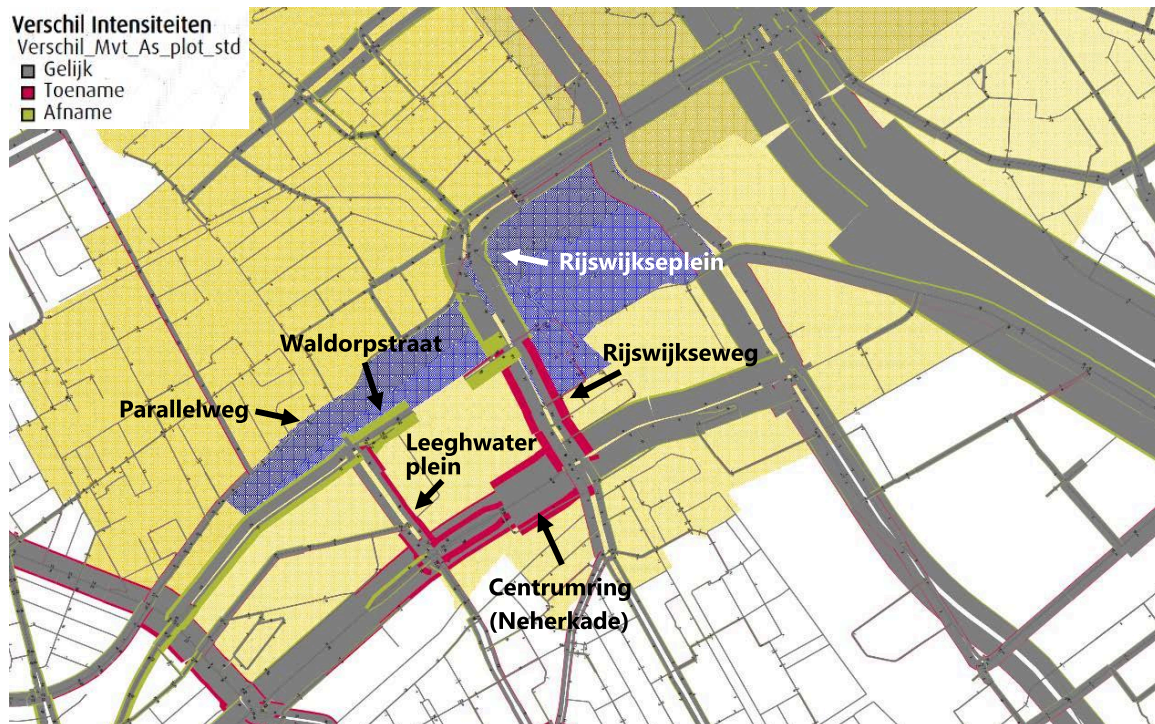 Verschil Intensiteiten
Verschil_Mvt_As_plot_std
Gelijk
Toename
Afname
Rijswijkseplein
Waldorpstraat
Rijswijkseweg
Parallelweg
Leeghwater
plein
Centrumring
(Neherkade)